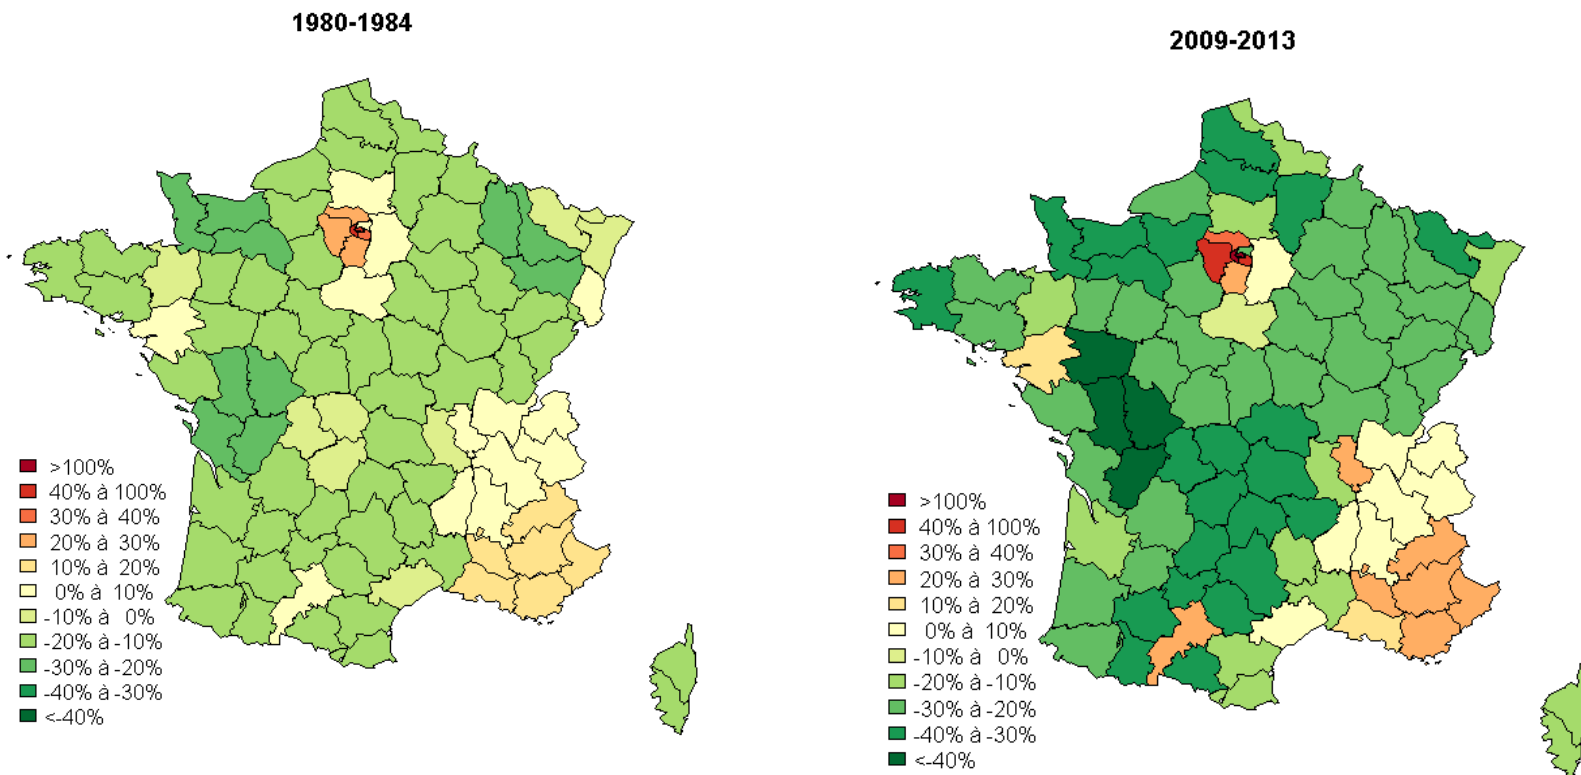 1980-1984
>100%
40% à 100%
30% à 40%
20% à 30%
10% à 20%
0% à 10%
-10% à 0%
-20% à -10%
-30% à -20%
-40% à -30%
<-40%
2009-2013
>100%
40% à 100%
30% à 40%
20% à 30%
10% à 20%
0% à 10%
-10% à 0%
-20% à -10%
-30% à -20%
-40% à -30%
<-40%